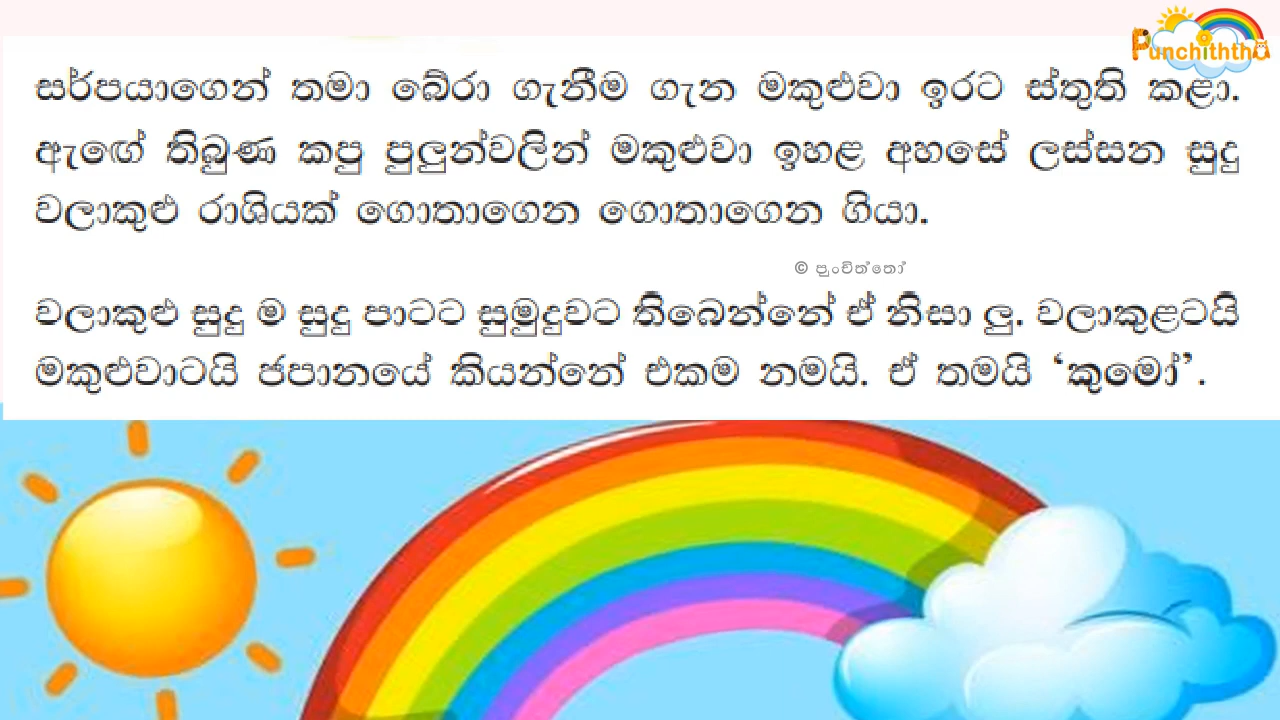 Punchiththa
සර්පයාගෙන් තමා බේරා ගැනීම ගැන මකුළුවා ඉරට ස්තුති කළා.
ඇඟේ තිබුණ කපු පුලුන්වලින් මකුළුවා ඉහළ අහසේ ලස්සන සුදු
වලාකුළු රාශියක් ගොතාගෙන ගොතාගෙන ගියා.
© පුංචිත්තෝ
වලාකුළු සුදු ම සුදු පාටට සුමුදුවට තිබෙන්නේ ඒ නිසා ලු. වලාකුළටයි
මකුළුවාටයි ජපානයේ කියන්නේ එකම නමයි. ඒ තමයි ‘කුමෝ’.